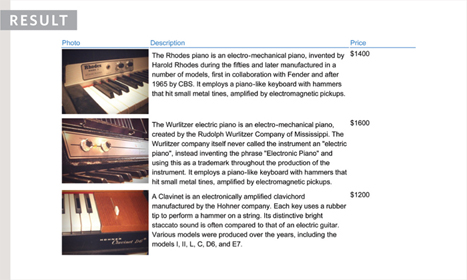 RESULT
Photo Description Price
The Rhodes piano is an electro-mechanical piano, invented by $1400
Harold Rhodes during the fifties and later manufactured in a
number of models, first in collaboration with Fender and after
1965 by CBS. It employs a piano-like keyboard with hammers
that hit small metal tines, amplified by electromagnetic pickups.
Rhodes
The Wurlitzer electric piano is an electro-mechanical piano, $1600
created by the Rudolph Wurlitzer Company of Mississippi. The
Wurlitzer company itself never called the instrument an "electric
piano", instead inventing the phrase "Electronic Piano" and
using this as a trademark throughout the production of the
instrument. It employs a piano-like keyboard with hammers that
hit small metal tines, amplified by electromagnetic pickups.
A Clavinet is an electronically amplified clavichord $1200
manufactured by the Hohner company. Each key uses a rubber
tip to perform a hammer on a string. Its distinctive bright
staccato sound is often compared to that of an electric guitar.
Various models were produced over the years, including the
models I, II, L, C, D6, and E7.